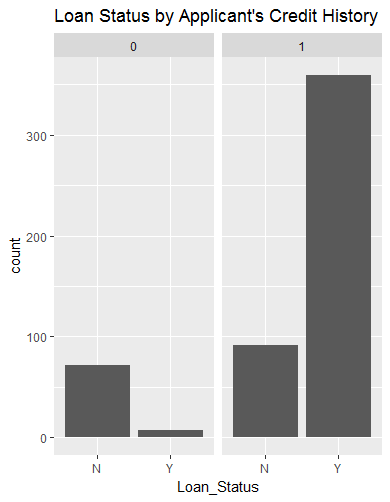 Loan Status by Applicant's Credit History
0
1
count
300
200
100
0
N
Y
N
Y
Loan_Status